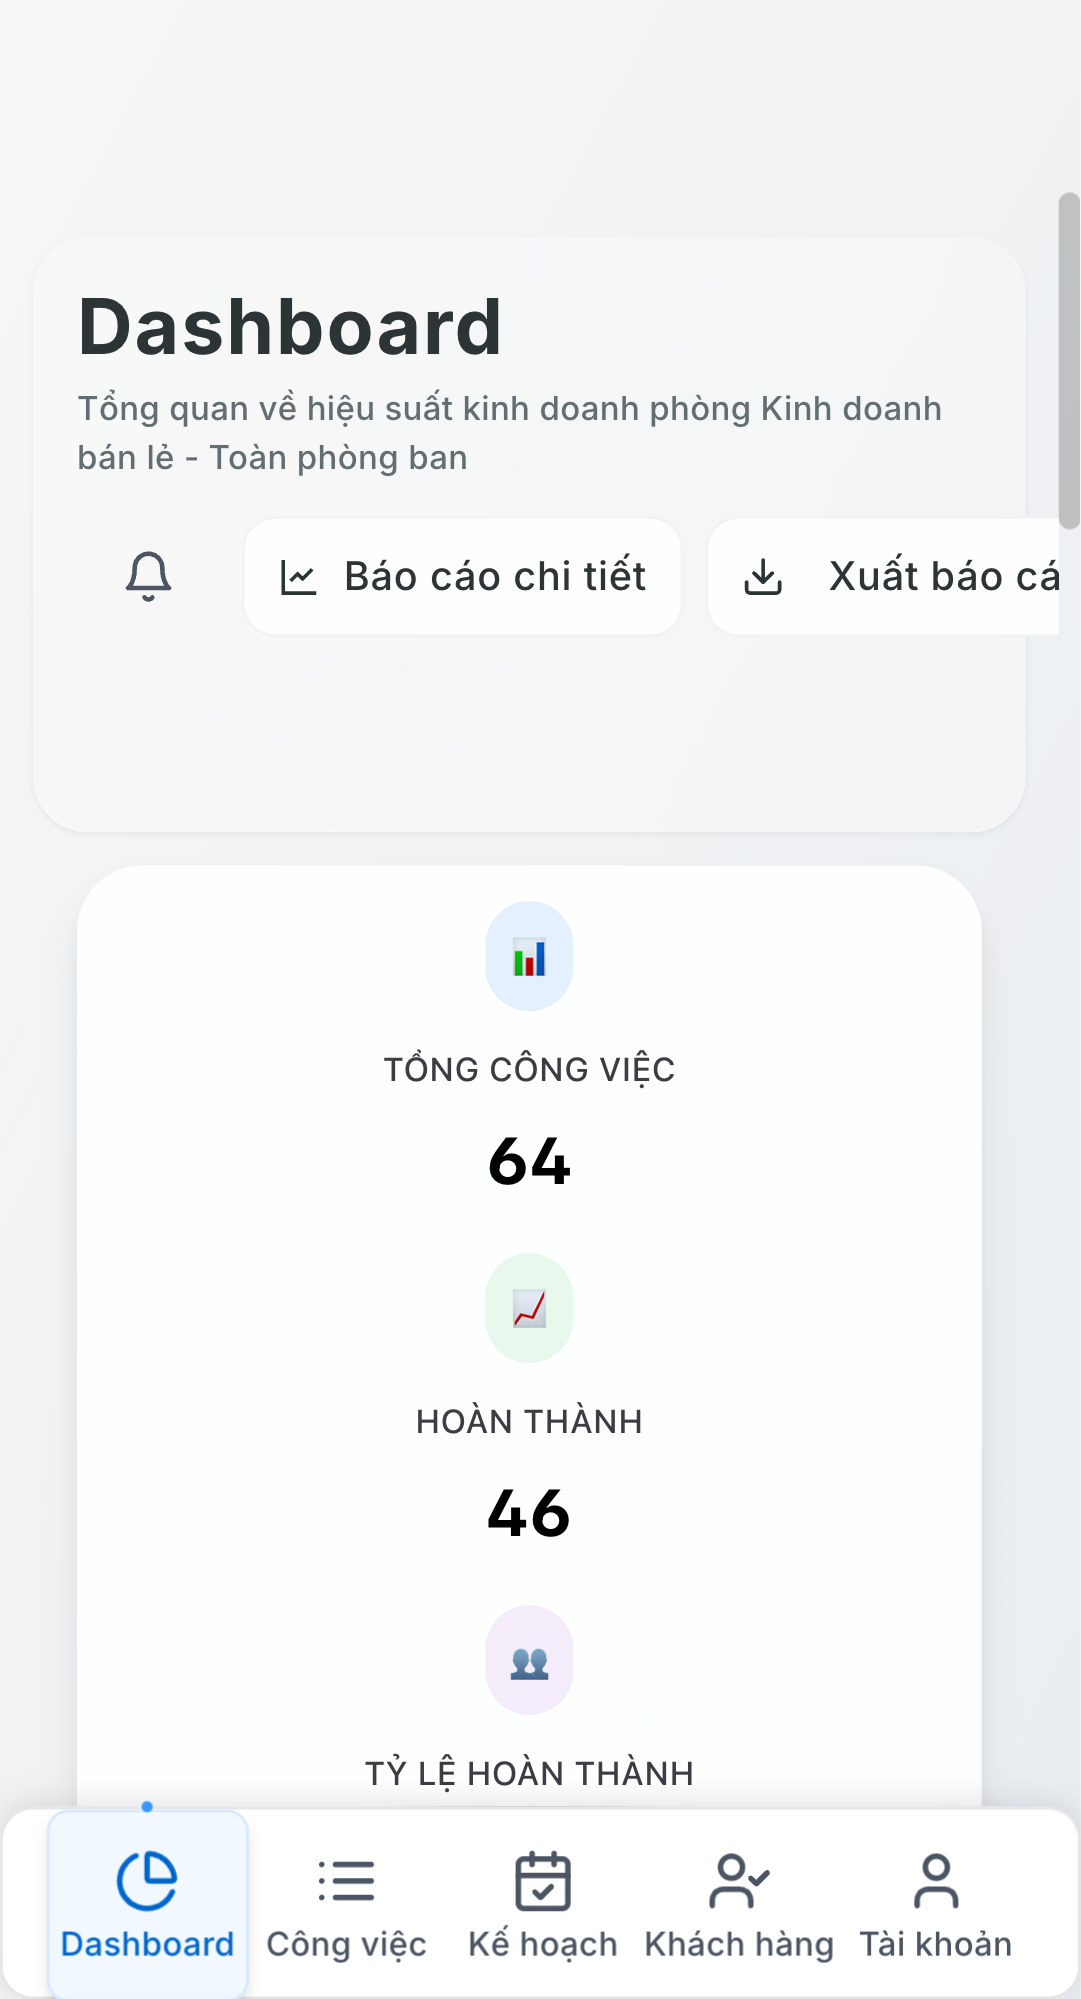 Dashboard
Tổng quan về hiệu suất kinh doanh phòng Kinh doanh
bán lẻ - Toàn phòng ban
Báo cáo chi tiết
Xuất báo cá
TỔNG CÔNG VIỆC
64
HOÀN THÀNH
46
TỶ LỆ HOÀN THÀNH
Dashboard
Công việc
Kế hoạch
Khách hàng
Tài khoản